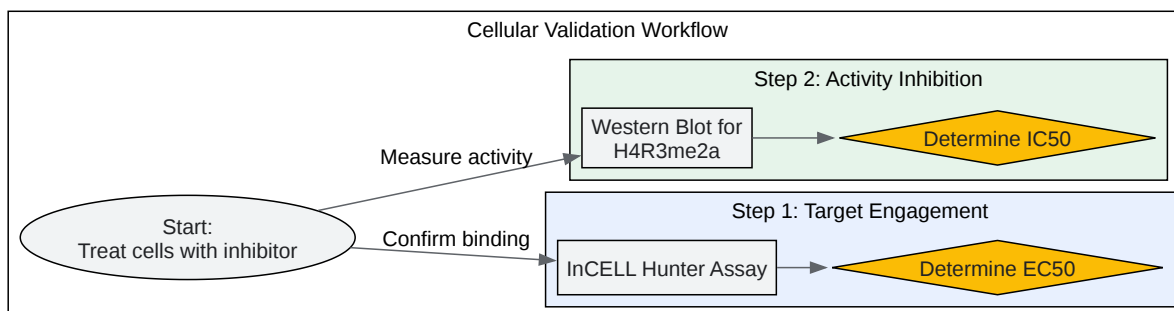 Cellular Validation Workflow
Step 2: Activity Inhibition
Western Blot for
H4R3me2a
Determine IC50
Measure activity
Start:
Treat cells with inhibitor
Confirm binding
Step 1: Target Engagement
InCELL Hunter Assay
Determine EC50